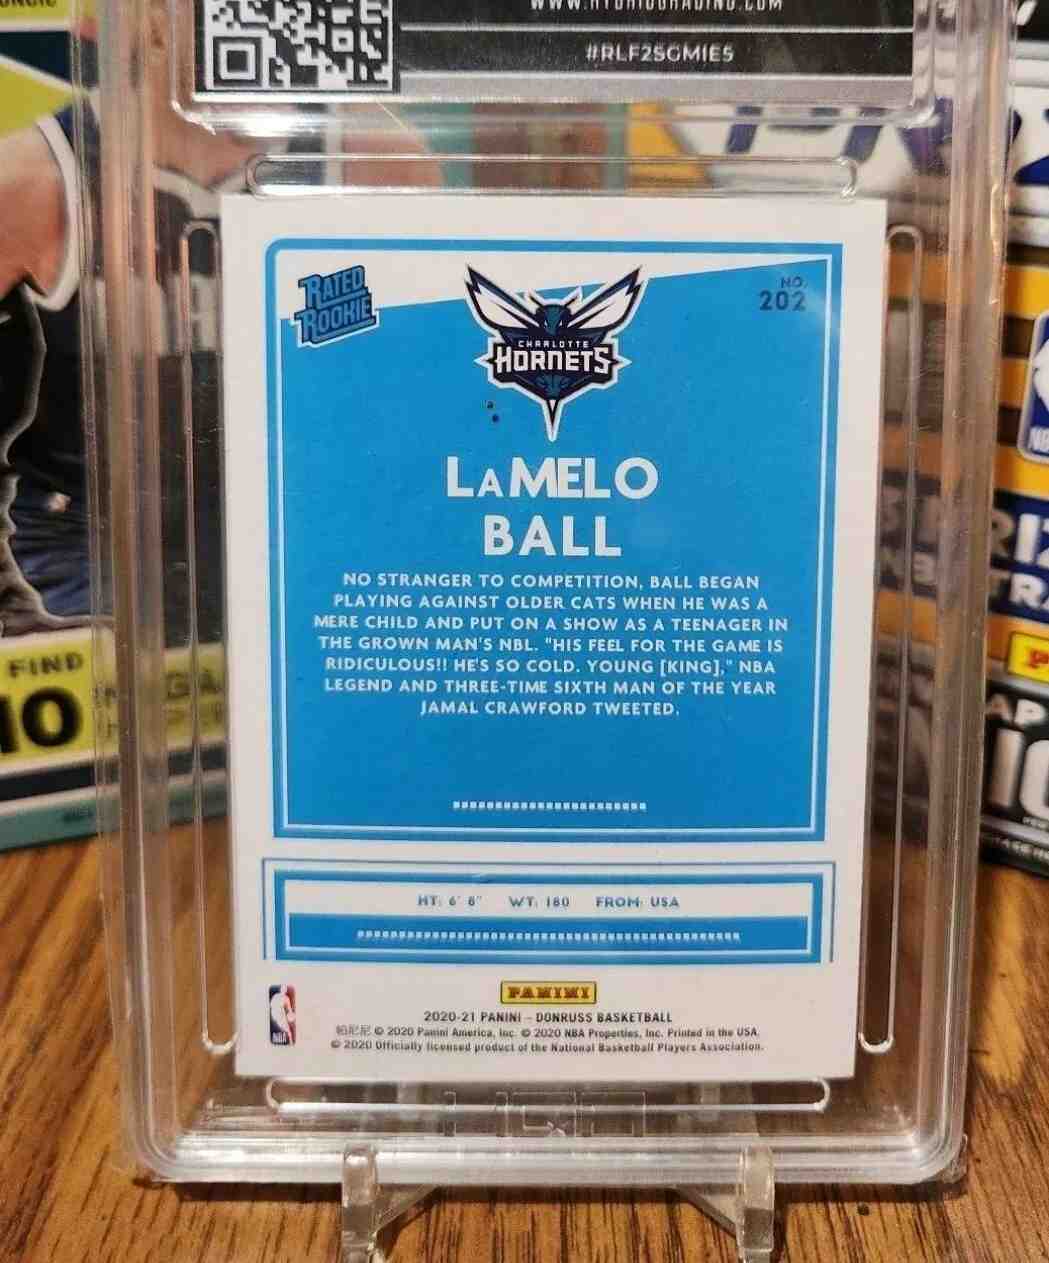 #RLF2SGMIE5
RATED
ROOKIE
NO.
202
CHARLOTTE
HORNETS
LaMELO
BALL
NO STRANGER TO COMPETITION, BALL BEGAN
PLAYING AGAINST OLDER CATS WHEN HE WAS A
MERE CHILD AND PUT ON A SHOW AS A TEENAGER IN
THE GROWN MAN'S NBL. "HIS FEEL FOR THE GAME IS
RIDICULOUS!! HE'S SO COLD. YOUNG [KING]," NBA
LEGEND AND THREE-TIME SIXTH MAN OF THE YEAR
JAMAL CRAWFORD TWEETED.
HT: 6' 8" WT: 180 FROM: USA
PANINI
NBA
2020-21 PANINI – DONRUSS BASKETBALL
帕尼尼 © 2020 Panini America, Inc. © 2020 NBA Properties, Inc. Printed in the USA.
© 2020 Officially licensed product of the National Basketball Players Association.
FIND
10